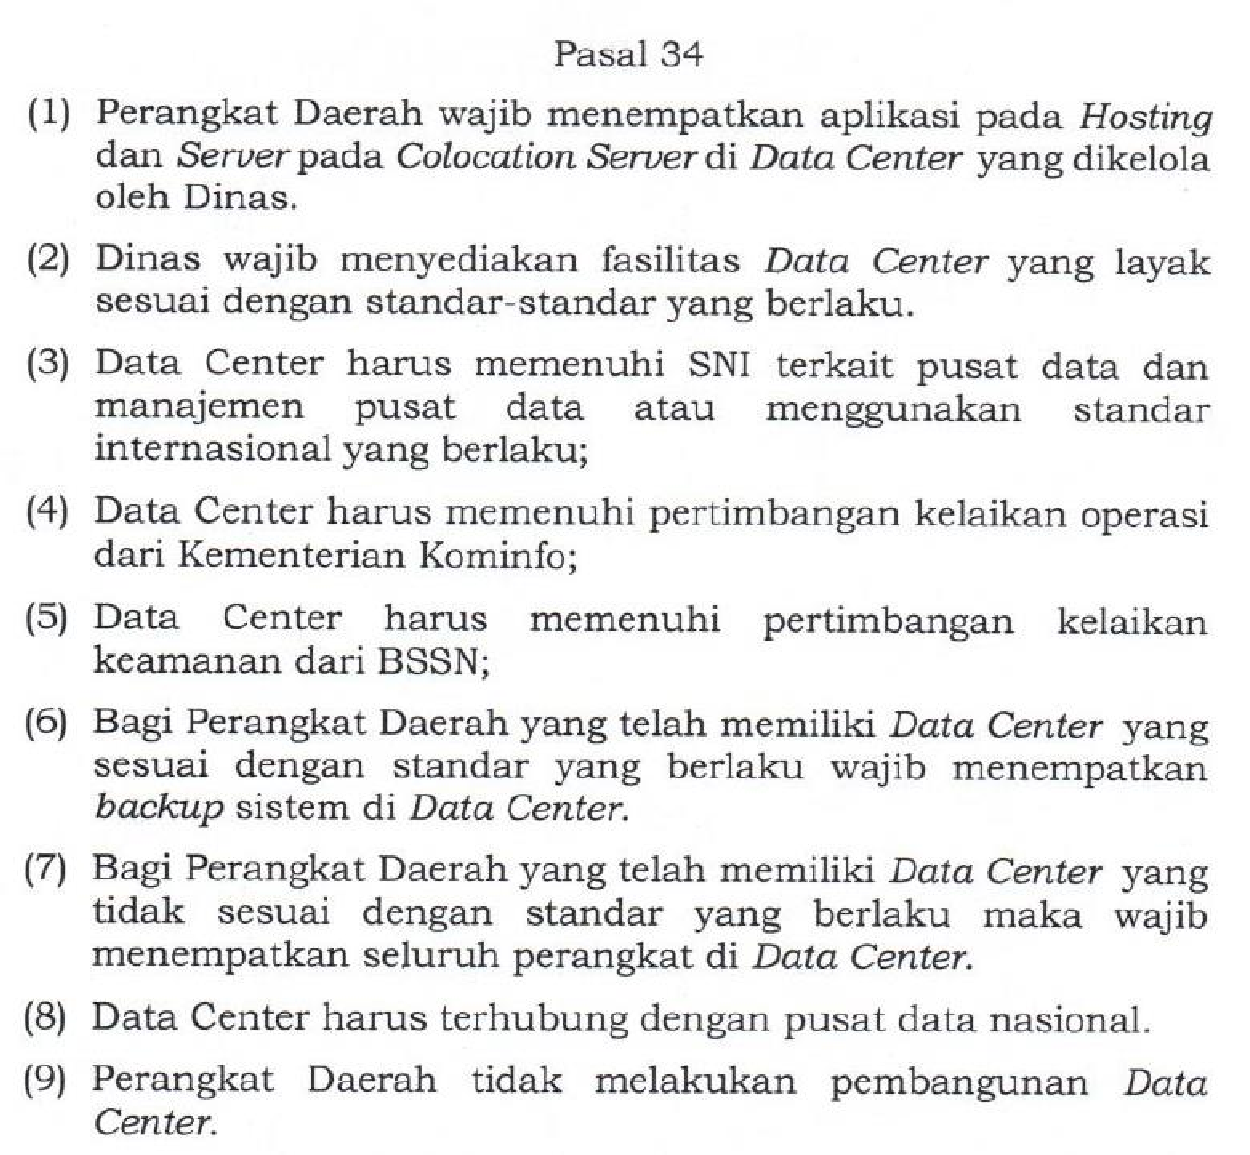 Pasal 34
(1) Perangkat Daerah wajib menempatkan aplikasi pada Hosting
dan Server pada Colocation Server di Data Center yang dikelola
oleh Dinas.
(2) Dinas wajib menyediakan fasilitas Data Center yang layak
sesuai dengan standar-standar yang berlaku.
(3) Data Center harus memenuhi SNI terkait pusat data dan
manajemen pusat data atau menggunakan standar
internasional yang berlaku;
(4) Data Center harus memenuhi pertimbangan kelaikan operasi
dari Kementerian Kominfo;
(5) Data Center harus memenuhi pertimbangan kelaikan
keamanan dari BSSN;
(6) Bagi Perangkat Daerah yang telah memiliki Data Center yang
sesuai dengan standar yang berlaku wajib menempatkan
backup sistem di Data Center.
(7) Bagi Perangkat Daerah yang telah memiliki Data Center yang
tidak sesuai dengan standar yang berlaku maka wajib
menempatkan seluruh perangkat di Data Center.
(8) Data Center harus terhubung dengan pusat data nasional.
(9) Perangkat Daerah tidak melakukan pembangunan Data
Center.